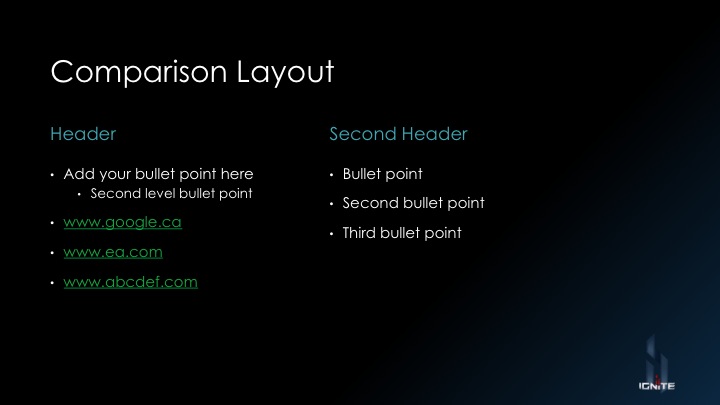 Comparison Layout
Header
Add your bullet point here
Second level bullet point
www.google.ca
www.ea.com
www.abcdef.com
Second Header
Bullet point
Second bullet point
Third bullet point
IGNITE